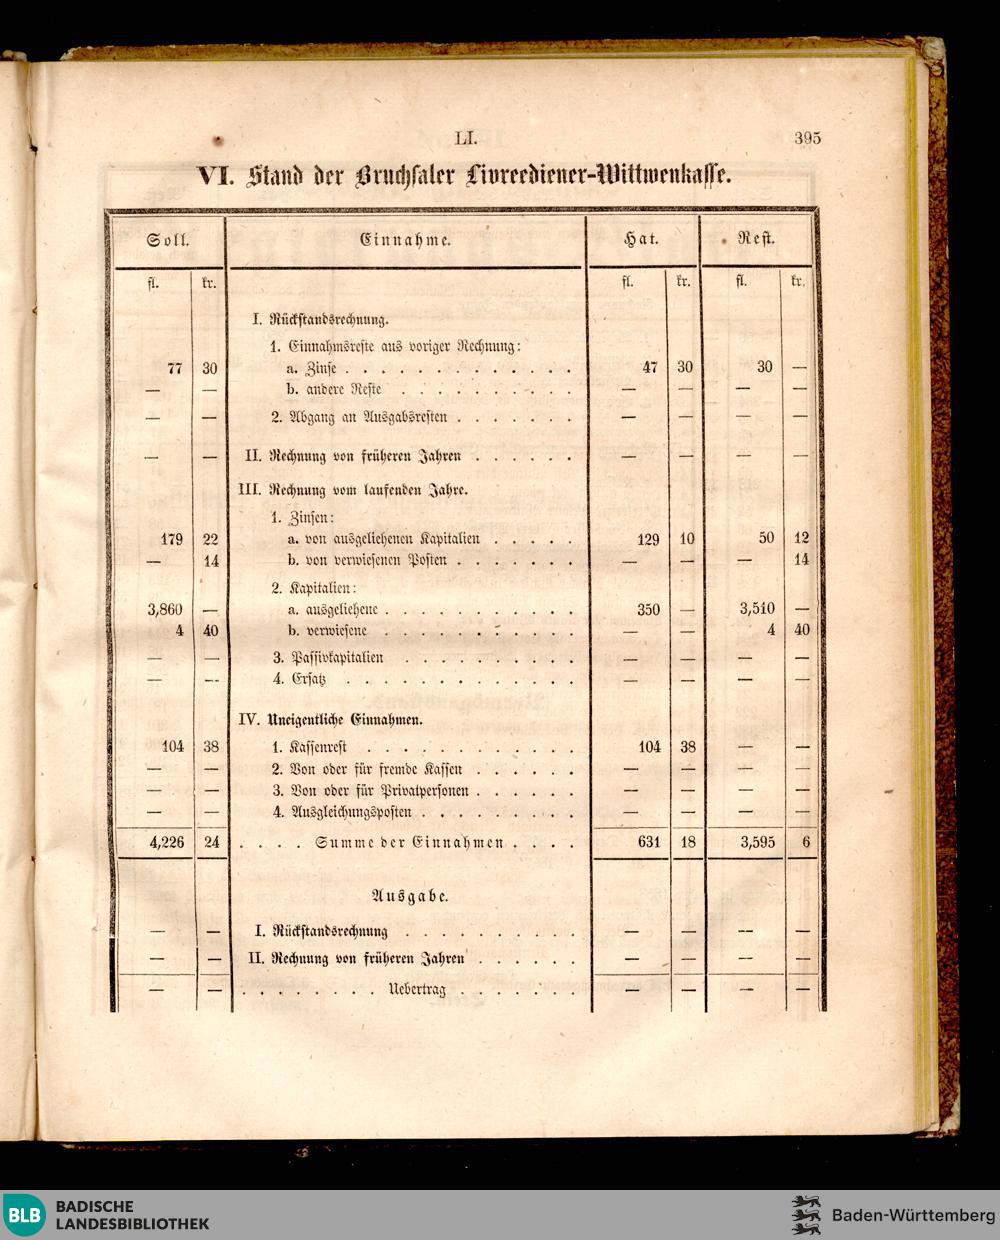 LI. 395
VI. Stand der Bruchsaler Livreediener-Wittwenkasse.
Soll. Einnahme. Hat. Rest.
fl. kr. fl. kr. fl. kr.
I. Rückstandsrechnung.
1. Einnahmsreste aus voriger Rechnung:
77 30 a. Zinse . . . . . . . . . . . . 47 30 30 —
— — b. andere Reste . . . . . . . . . — — — —
— — 2. Abgang an Ausgabsresten . . . . . . . — — — —
— — II. Rechnung von früheren Jahren . . . . . . — — — —
III. Rechnung vom laufenden Jahre.
1. Zinsen:
179 22 a. von ausgeliehenen Kapitalien . . . . . 129 10 50 12
— 14 b. von verwiesenen Posten . . . . . . . — — — 14
2. Kapitalien:
3,860 — a. ausgeliehene . . . . . . . . . . 350 — 3,510 —
4 40 b. verwiesene . . . . . . . . . . — — 4 40
— — 3. Passivkapitalien . . . . . . . . . — — — —
— — 4. Ersatz . . . . . . . . . . . . — — — —
IV. Uneigentliche Einnahmen.
104 38 1. Kassenrest . . . . . . . . . . . 104 38 — —
— — 2. Von oder für fremde Kassen . . . . . . — — — —
— — 3. Von oder für Privatpersonen . . . . . . — — — —
— — 4. Ausgleichungsposten . . . . . . . . — — — —
4,226 24 . . . . Summe der Einnahmen . . . . 631 18 3,595 6
Ausgabe.
— — I. Rückstandsrechnung . . . . . . . . . — — — —
— — II. Rechnung von früheren Jahren . . . . . . — — — —
— — . . . . . . . Uebertrag . . . . . . . — — — —
BLB BADISCHE
LANDESBIBLIOTHEK
Baden-Württemberg